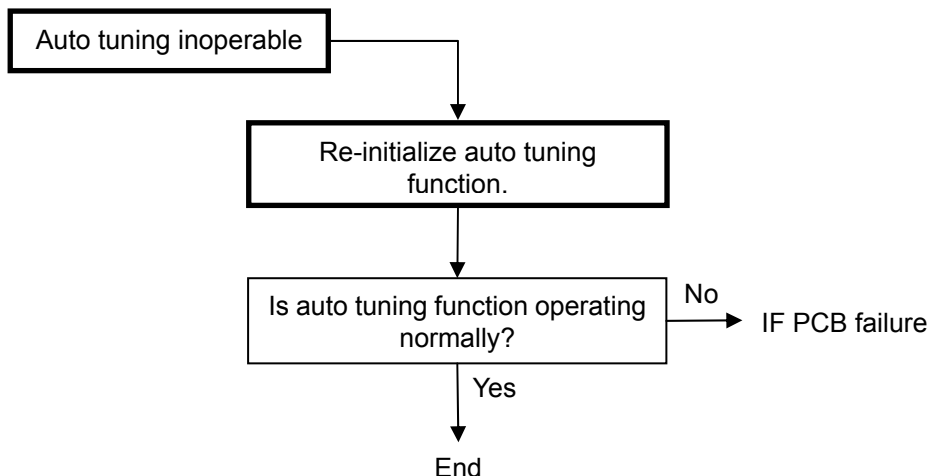 Auto tuning inoperable
Re-initialize auto tuning
function.
Is auto tuning function operating
normally?
No
IF PCB failure
Yes
End